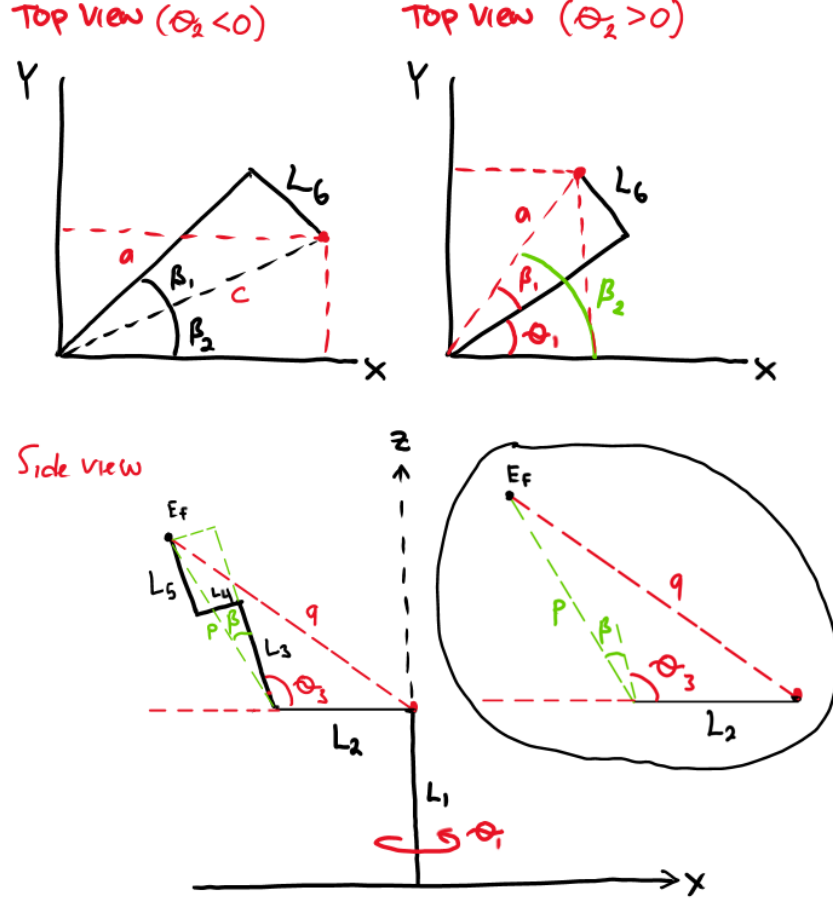 Top View (θ₂<0)
Top View (θ₂>0)
Y
L₆
a
β₁
c
β₂
X
Y
L₆
a
β₁
β₂
θ₁
X
Side view
Z
EF
L₅
L₄
q
P
β
L₃
θ₃
L₂
L₁
θ₁
X
EF
q
P
β
θ₃
L₂